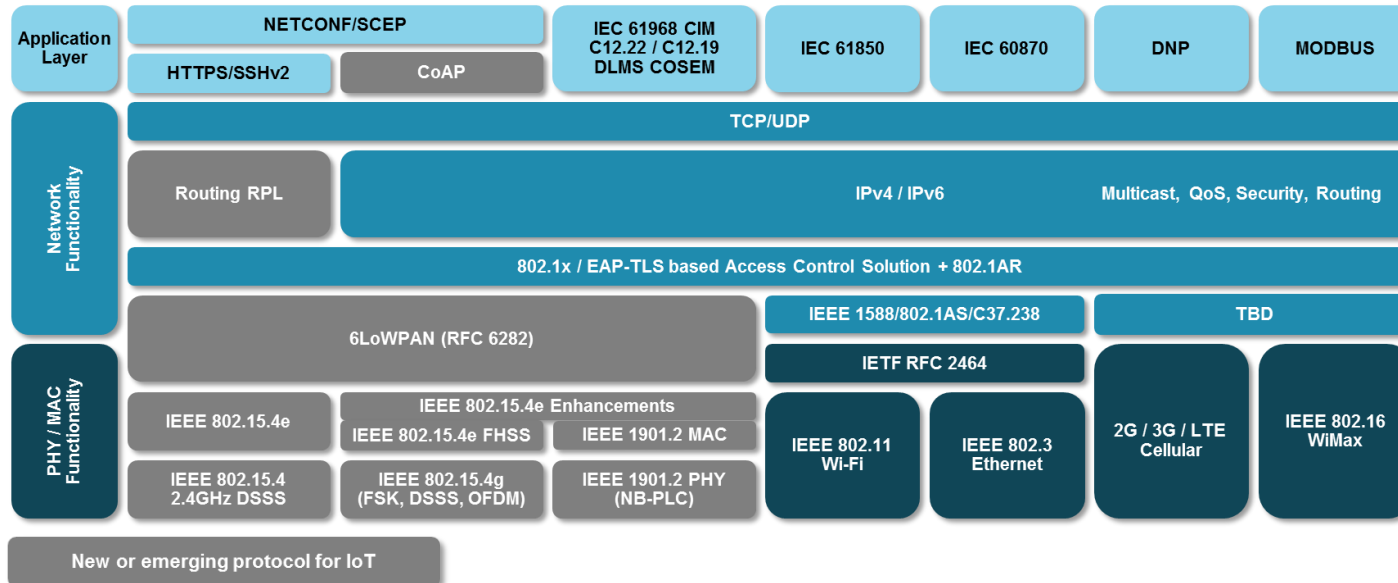 Application
Layer
NETCONF/SCEP
HTTPS/SSHv2
CoAP
IEC 61968 CIM
C12.22 / C12.19
DLMS COSEM
IEC 61850
IEC 60870
DNP
MODBUS
Network
Functionality
TCP/UDP
Routing RPL
IPv4 / IPv6
Multicast, QoS, Security, Routing
802.1x / EAP-TLS based Access Control Solution + 802.1AR
6LoWPAN (RFC 6282)
IEEE 1588/802.1AS/C37.238
TBD
IETF RFC 2464
PHY / MAC
Functionality
IEEE 802.15.4e
IEEE 802.15.4e Enhancements
IEEE 802.15.4e FHSS
IEEE 1901.2 MAC
IEEE 802.15.4
2.4GHz DSSS
IEEE 802.15.4g
(FSK, DSSS, OFDM)
IEEE 1901.2 PHY
(NB-PLC)
IEEE 802.11
Wi-Fi
IEEE 802.3
Ethernet
2G / 3G / LTE
Cellular
IEEE 802.16
WiMax
New or emerging protocol for IoT